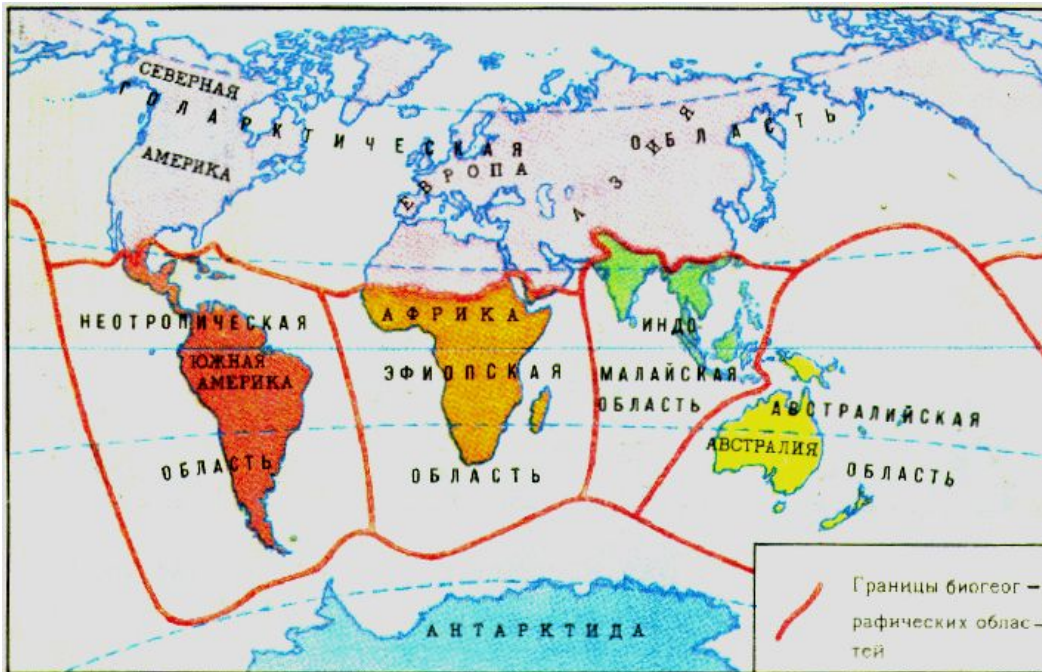 СЕВЕРНАЯ
ГОЛАРКТИЧЕСКАЯ ОБЛАСТЬ
АМЕРИКА
ЕВРОПА
АЗИЯ
НЕОТРОПИЧЕСКАЯ
ОБЛАСТЬ
ЮЖНАЯ
АМЕРИКА
АФРИКА
ЭФИОПСКАЯ
ОБЛАСТЬ
ИНДО
МАЛАЙСКАЯ
ОБЛАСТЬ
АВСТРАЛИЙСКАЯ
ОБЛАСТЬ
АВСТРАЛИЯ
АНТАРКТИДА
Границы биогеог –
рафических облас–
тей